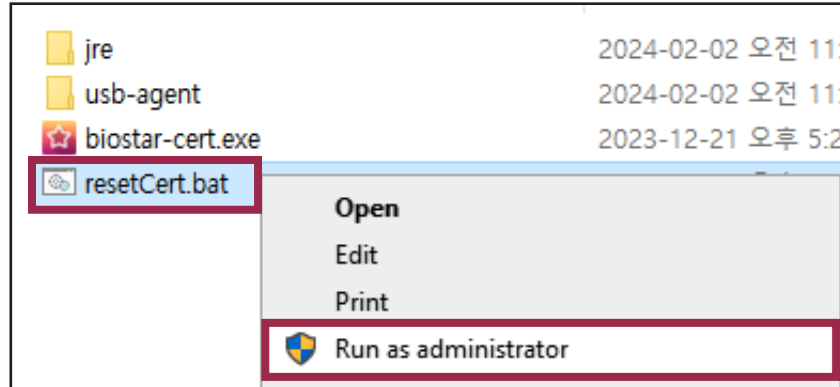 jre 2024-02-02 오전 11:
usb-agent 2024-02-02 오전 11:
biostar-cert.exe 2023-12-21 오후 5:2
resetCert.bat
Open
Edit
Print
Run as administrator